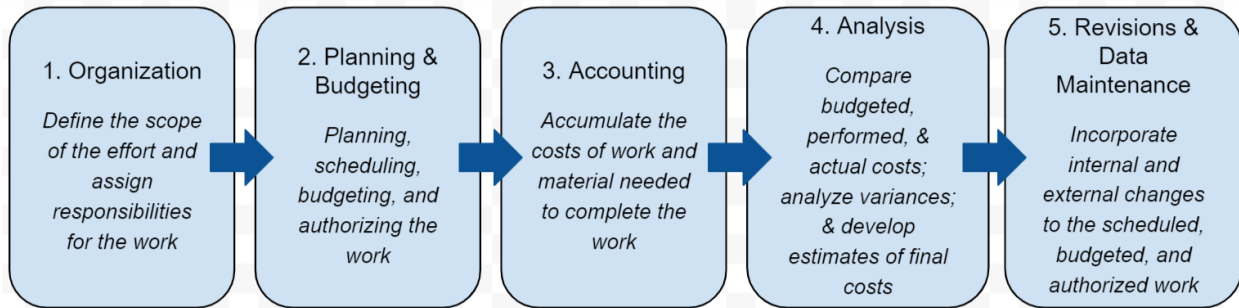 1. Organization
Define the scope
of the effort and
assign
responsibilities
for the work
2. Planning &
Budgeting
Planning,
scheduling,
budgeting, and
authorizing the
work
3. Accounting
Accumulate the
costs of work and
material needed
to complete the
work
4. Analysis
Compare
budgeted,
performed, &
actual costs;
analyze variances;
& develop
estimates of final
costs
5. Revisions &
Data
Maintenance
Incorporate
internal and
external changes
to the scheduled,
budgeted, and
authorized work